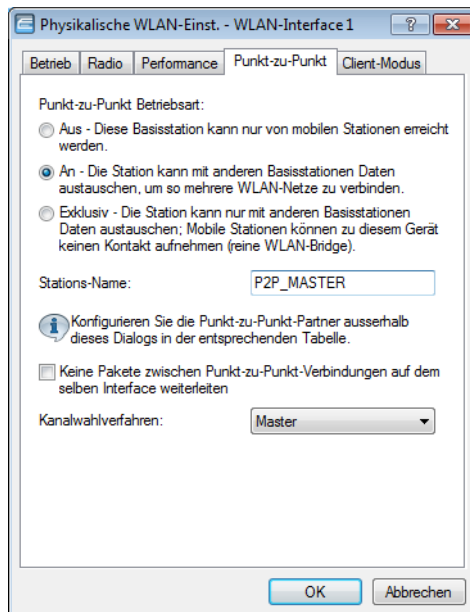 Physikalische WLAN-Einst. - WLAN-Interface 1
Betrieb Radio Performance Punkt-zu-Punkt Client-Modus
Punkt-zu-Punkt Betriebsart:
Aus - Diese Basisstation kann nur von mobilen Stationen erreicht
werden.
An - Die Station kann mit anderen Basisstationen Daten
austauschen, um so mehrere WLAN-Netze zu verbinden.
Exklusiv - Die Station kann nur mit anderen Basisstationen
Daten austauschen; Mobile Stationen können zu diesem Gerät
keinen Kontakt aufnehmen (reine WLAN-Bridge).
Stations-Name: P2P_MASTER
Konfigurieren Sie die Punkt-zu-Punkt-Partner ausserhalb
dieses Dialogs in der entsprechenden Tabelle.
Keine Pakete zwischen Punkt-zu-Punkt-Verbindungen auf dem
selben Interface weiterleiten
Kanalwahlverfahren: Master
OK Abbrechen